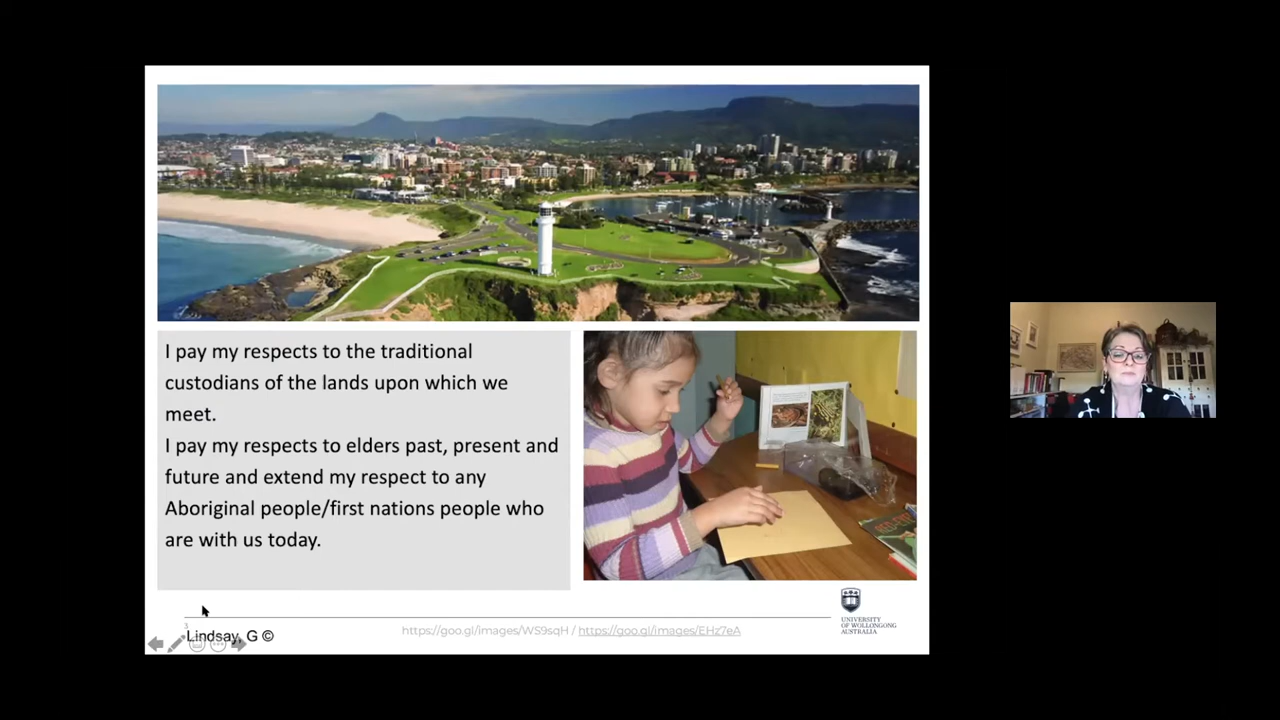 I pay my respects to the traditional
custodians of the lands upon which we
meet.
I pay my respects to elders past, present and
future and extend my respect to any
Aboriginal people/first nations people who
are with us today.
3
Lindsay, G ©
https://goo.gl/images/WS9sqH / https://goo.gl/images/EHz7eA
UNIVERSITY
OF WOLLONGONG
AUSTRALIA